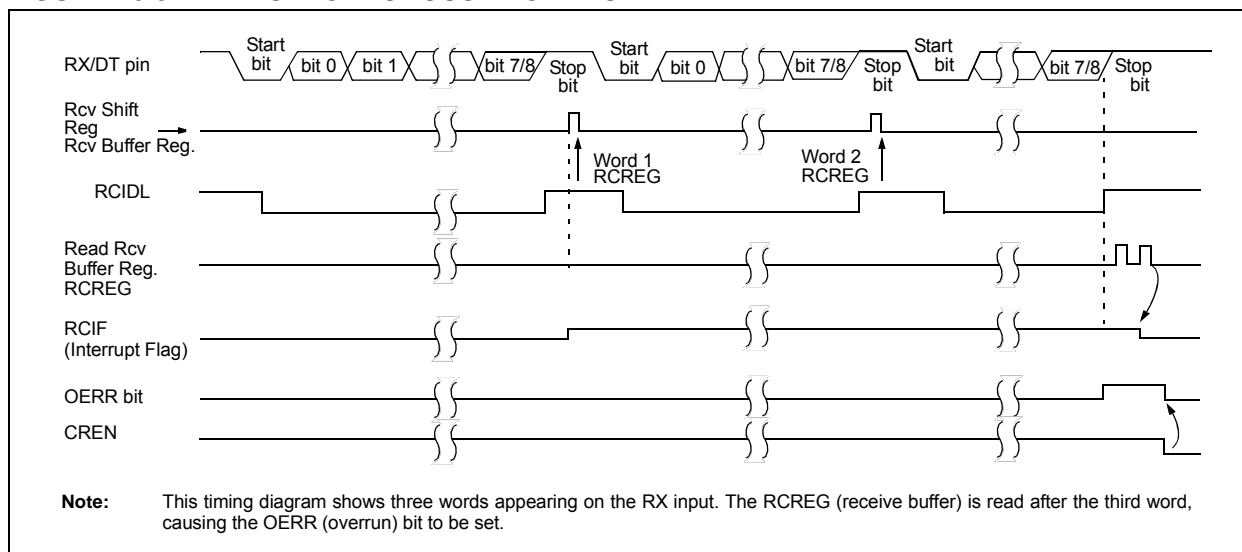 Start bit
bit 0
bit 1
bit 7/8
Stop bit
Start bit
bit 0
bit 7/8
Stop bit
Start bit
bit 7/8
Stop bit
RX/DT pin
Rcv Shift
Reg
Rcv Buffer Reg.
Word 1
RCREG
Word 2
RCREG
RCIDL
Read Rcv
Buffer Reg.
RCREG
RCIF
(Interrupt Flag)
OERR bit
CREN
Note: This timing diagram shows three words appearing on the RX input. The RCREG (receive buffer) is read after the third word,
causing the OERR (overrun) bit to be set.